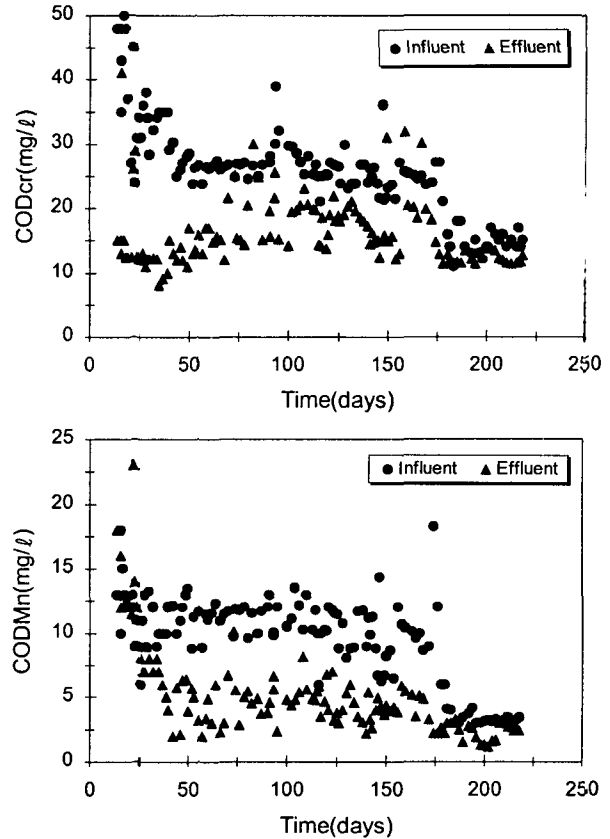 50
40
30
20
10
0
CODcr(mg/ℓ)
● Influent ▲ Effluent
0 50 100 150 200 250
Time(days)
25
20
15
10
5
0
CODMn(mg/ℓ)
● Influent ▲ Effluent
0 50 100 150 200 250
Time(days)